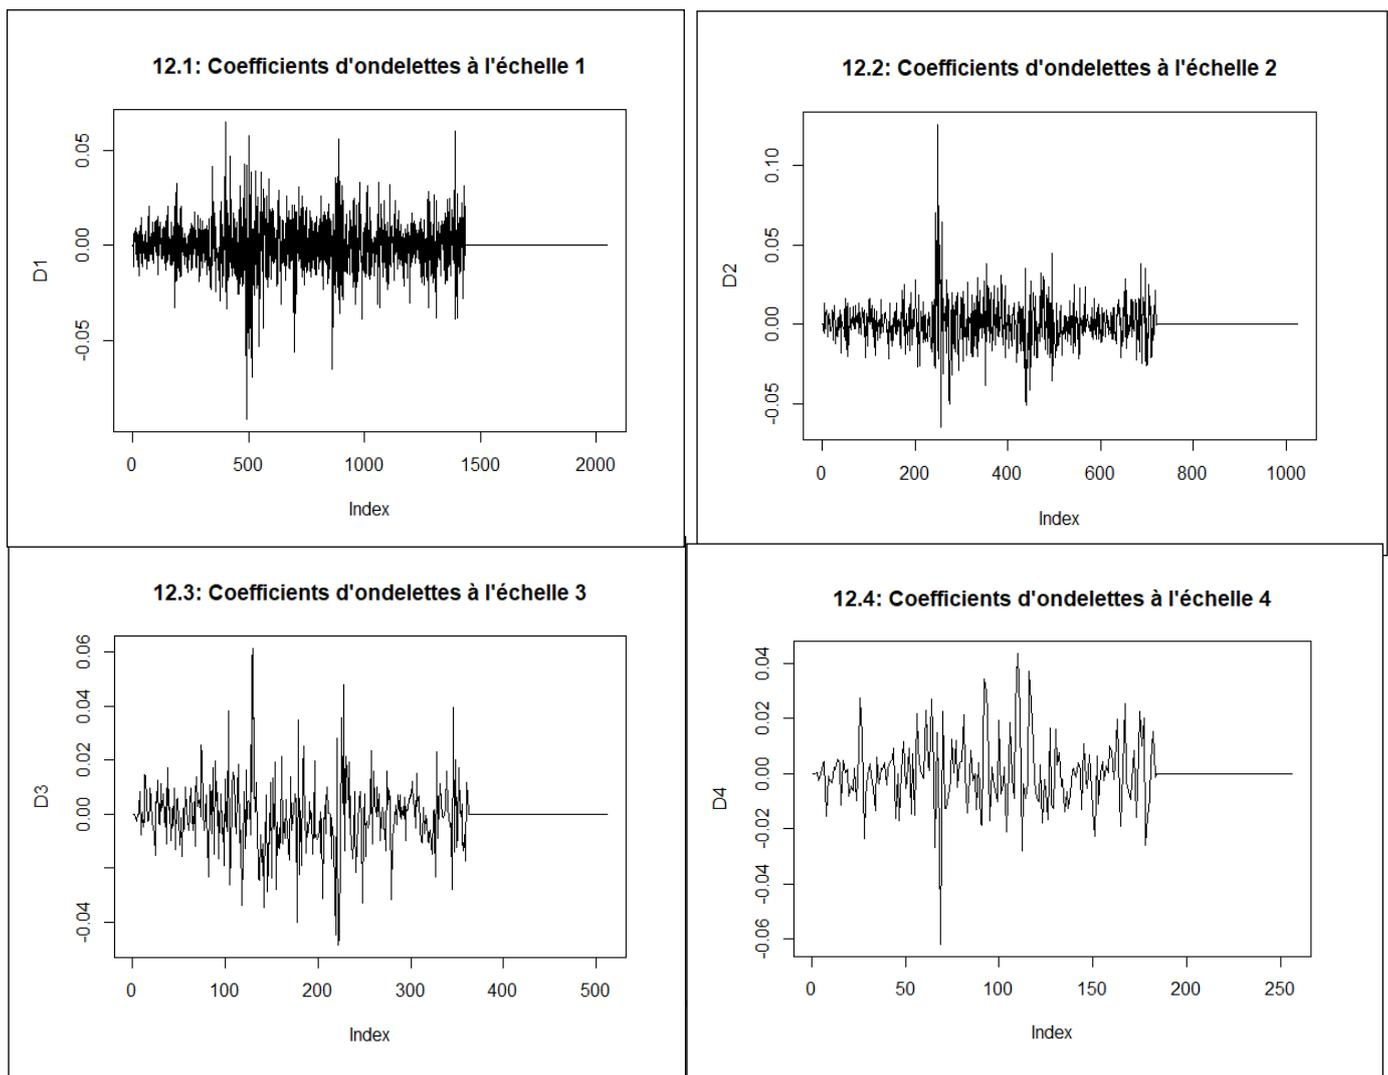 12.1: Coefficients d'ondelettes à l'échelle 1
D1
0.05
0.00
-0.05
0 500 1000 1500 2000
Index
12.2: Coefficients d'ondelettes à l'échelle 2
D2
0.10
0.05
0.00
-0.05
0 200 400 600 800 1000
Index
12.3: Coefficients d'ondelettes à l'échelle 3
D3
0.06
0.04
0.02
0.00
-0.04
0 100 200 300 400 500
Index
12.4: Coefficients d'ondelettes à l'échelle 4
D4
0.04
0.02
0.00
-0.02
-0.04
-0.06
0 50 100 150 200 250
Index